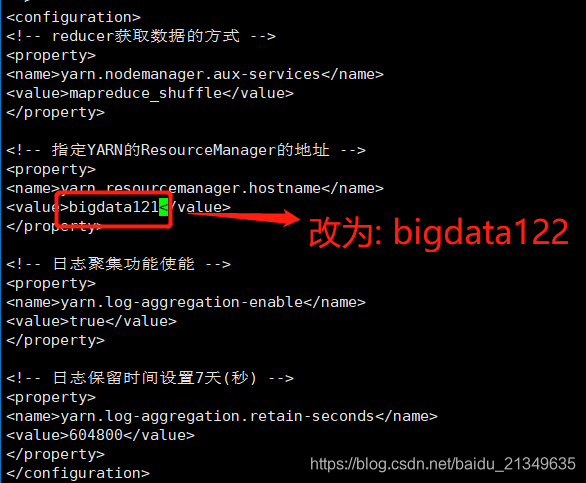 <configuration>
<!-- reducer获取数据的方式 -->
<property>
<name>yarn.nodemanager.aux-services</name>
<value>mapreduce_shuffle</value>
</property>
<!-- 指定YARN的ResourceManager的地址 -->
<property>
<name>yarn.resourcemanager.hostname</name>
<value>bigdata121</value>
改为: bigdata122
</property>
<!-- 日志聚集功能使能 -->
<property>
<name>yarn.log-aggregation-enable</name>
<value>true</value>
</property>
<!-- 日志保留时间设置7天(秒) -->
<property>
<name>yarn.log-aggregation.retain-seconds</name>
<value>604800</value>
</property>
</configuration>
https://blog.csdn.net/baidu_21349635